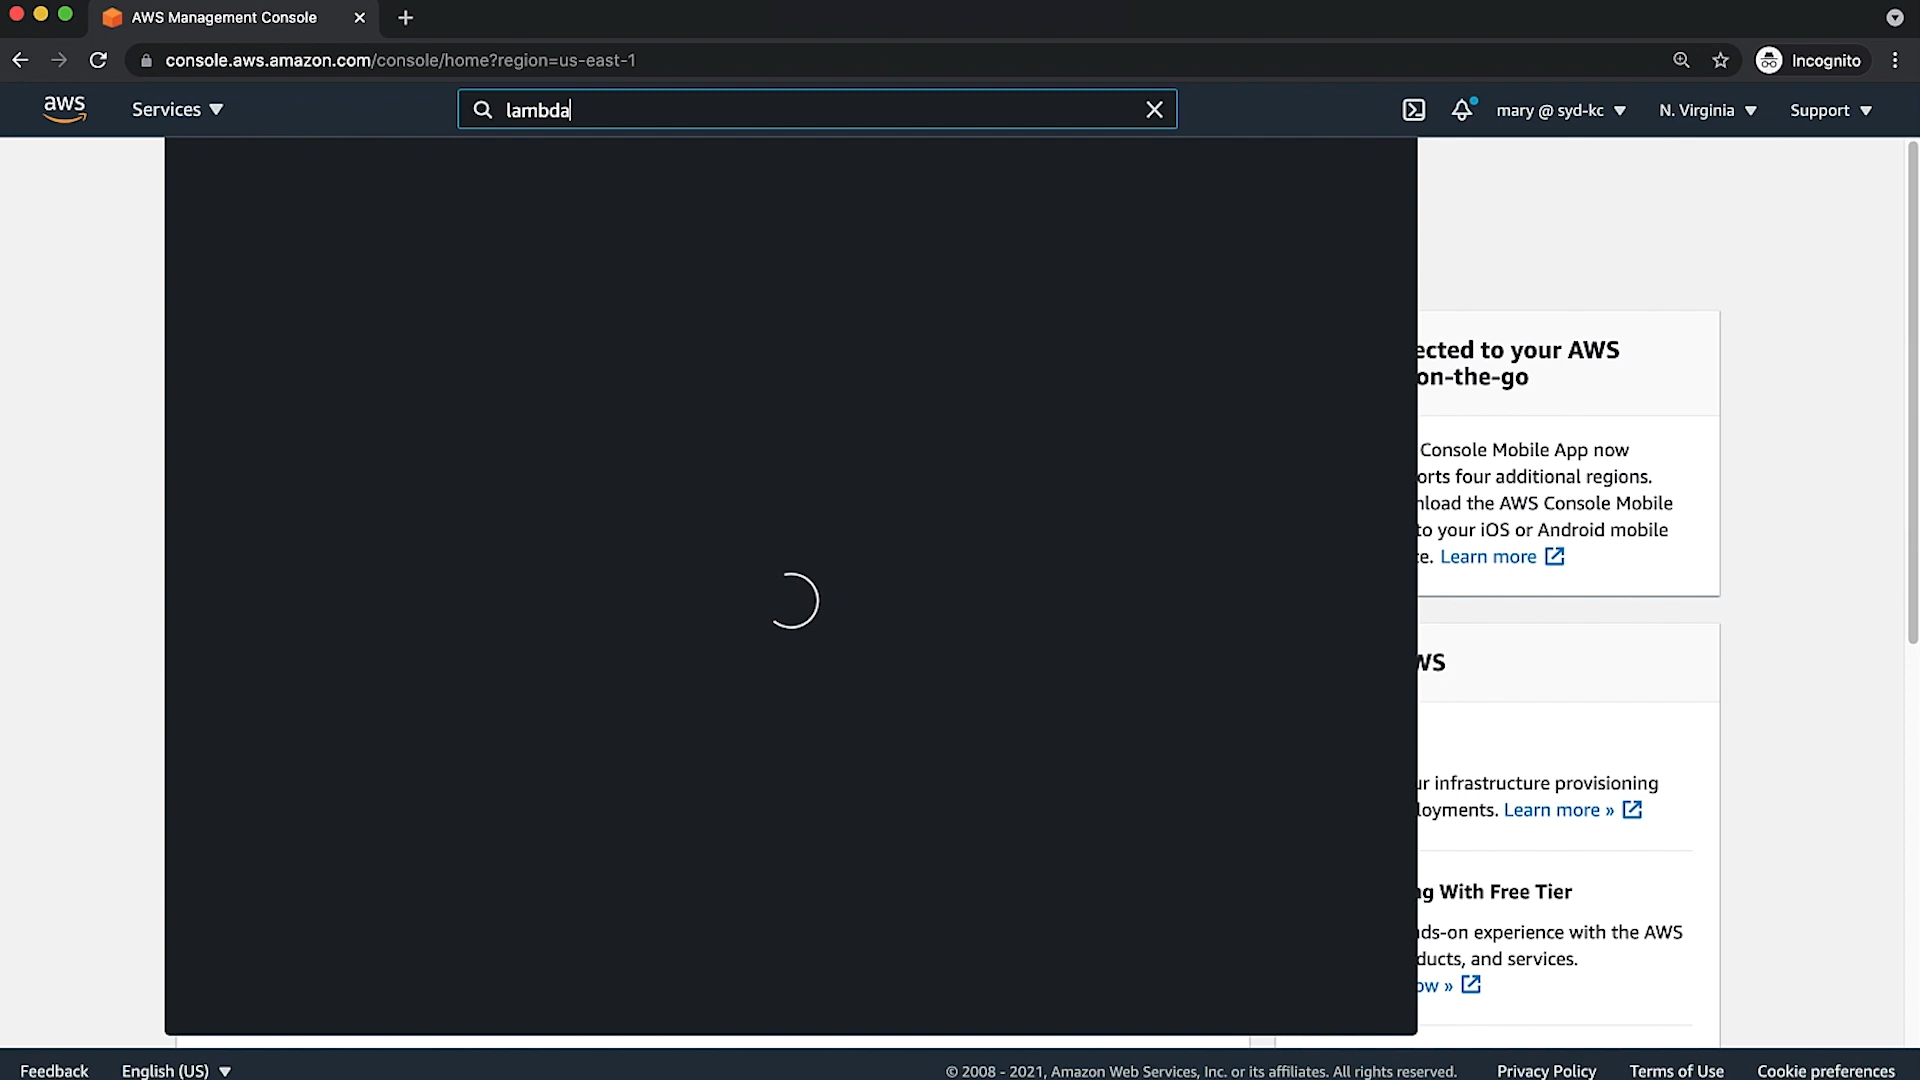 AWS Management Console
console.aws.amazon.com/console/home?region=us-east-1
Incognito
aws
Services
lambda
mary @ syd-kc
N. Virginia
Support
ected to your AWS
on-the-go
Console Mobile App now
orts four additional regions.
nload the AWS Console Mobile
to your iOS or Android mobile
e. Learn more
WS
ur infrastructure provisioning
loyments. Learn more »
ng With Free Tier
ds-on experience with the AWS
ducts, and services.
ow »
Feedback
English (US)
© 2008 - 2021, Amazon Web Services, Inc. or its affiliates. All rights reserved.
Privacy Policy
Terms of Use
Cookie preferences